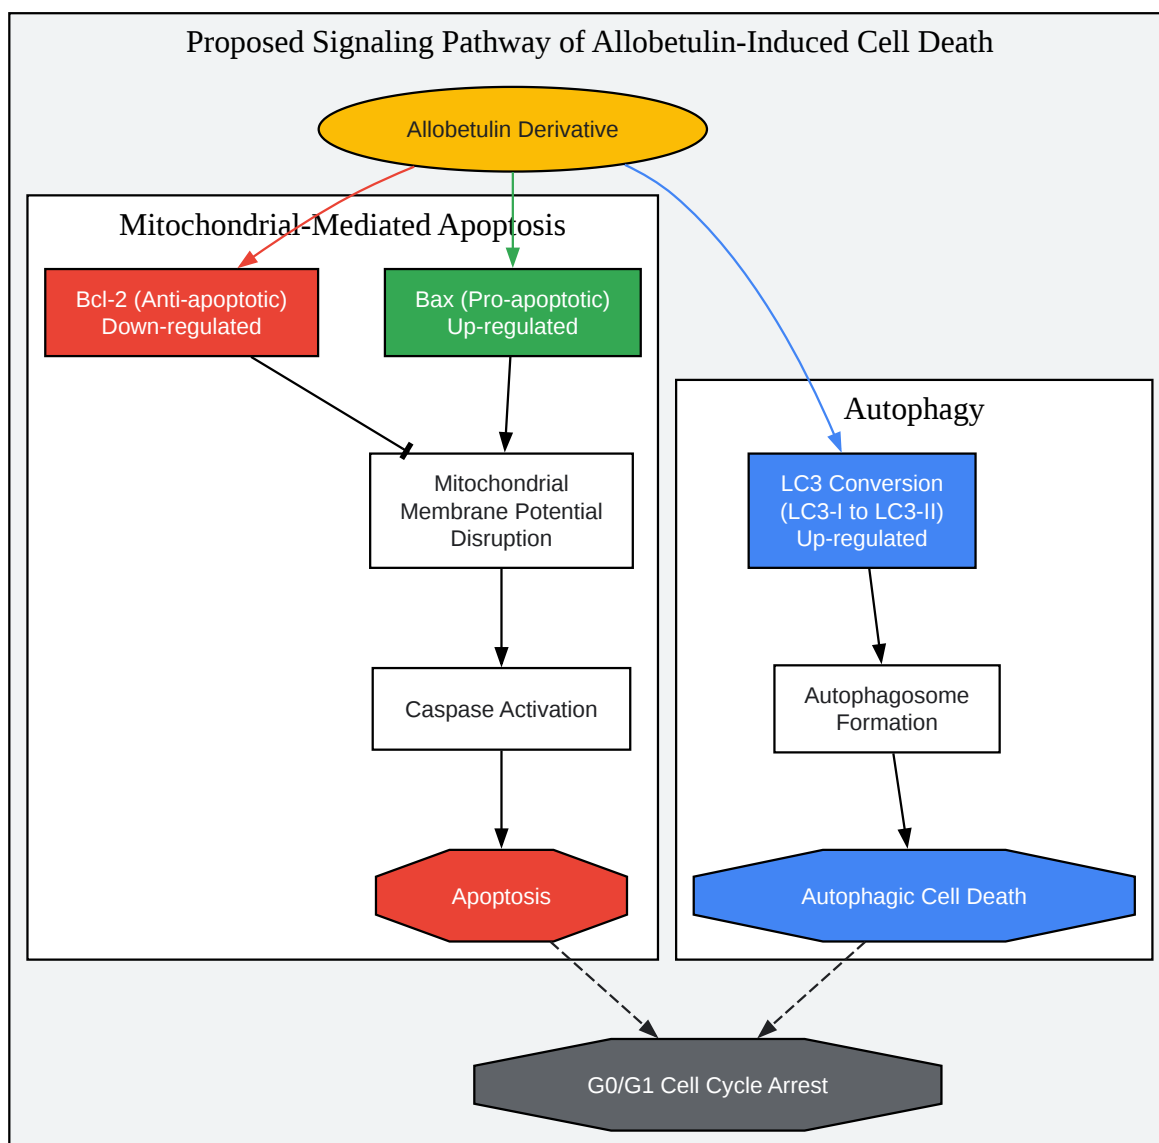 Proposed Signaling Pathway of Allobetulin-Induced Cell Death
Allobetulin Derivative
Mitochondrial-Mediated Apoptosis
Bcl-2 (Anti-apoptotic)
Down-regulated
Bax (Pro-apoptotic)
Up-regulated
Mitochondrial
Membrane Potential
Disruption
Caspase Activation
Apoptosis
Autophagy
LC3 Conversion
(LC3-I to LC3-II)
Up-regulated
Autophagosome
Formation
Autophagic Cell Death
G0/G1 Cell Cycle Arrest